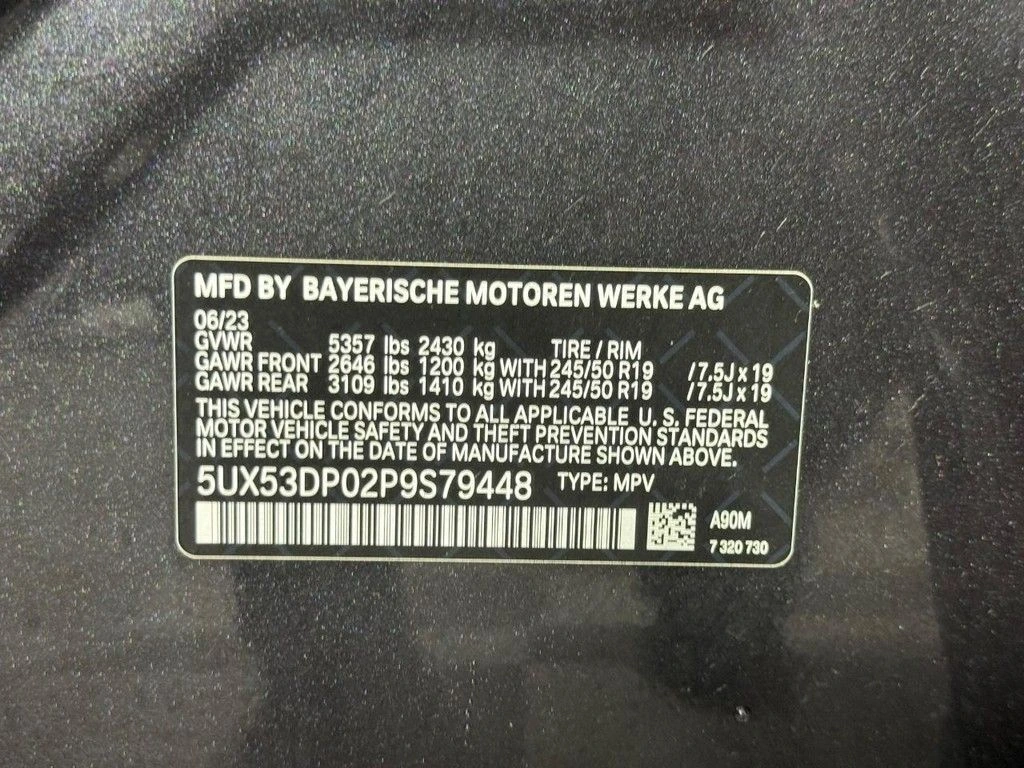 MFD BY BAYERISCHE MOTOREN WERKE AG
06/23
GVWR 5357 lbs 2430 kg TIRE / RIM
GAWR FRONT 2646 lbs 1200 kg WITH 245/50 R19 /7.5J x 19
GAWR REAR 3109 lbs 1410 kg WITH 245/50 R19 /7.5J x 19
THIS VEHICLE CONFORMS TO ALL APPLICABLE U. S. FEDERAL
MOTOR VEHICLE SAFETY AND THEFT PREVENTION STANDARDS
IN EFFECT ON THE DATE OF MANUFACTURE SHOWN ABOVE.
5UX53DP02P9S79448 TYPE: MPV
A90M
7 320 730